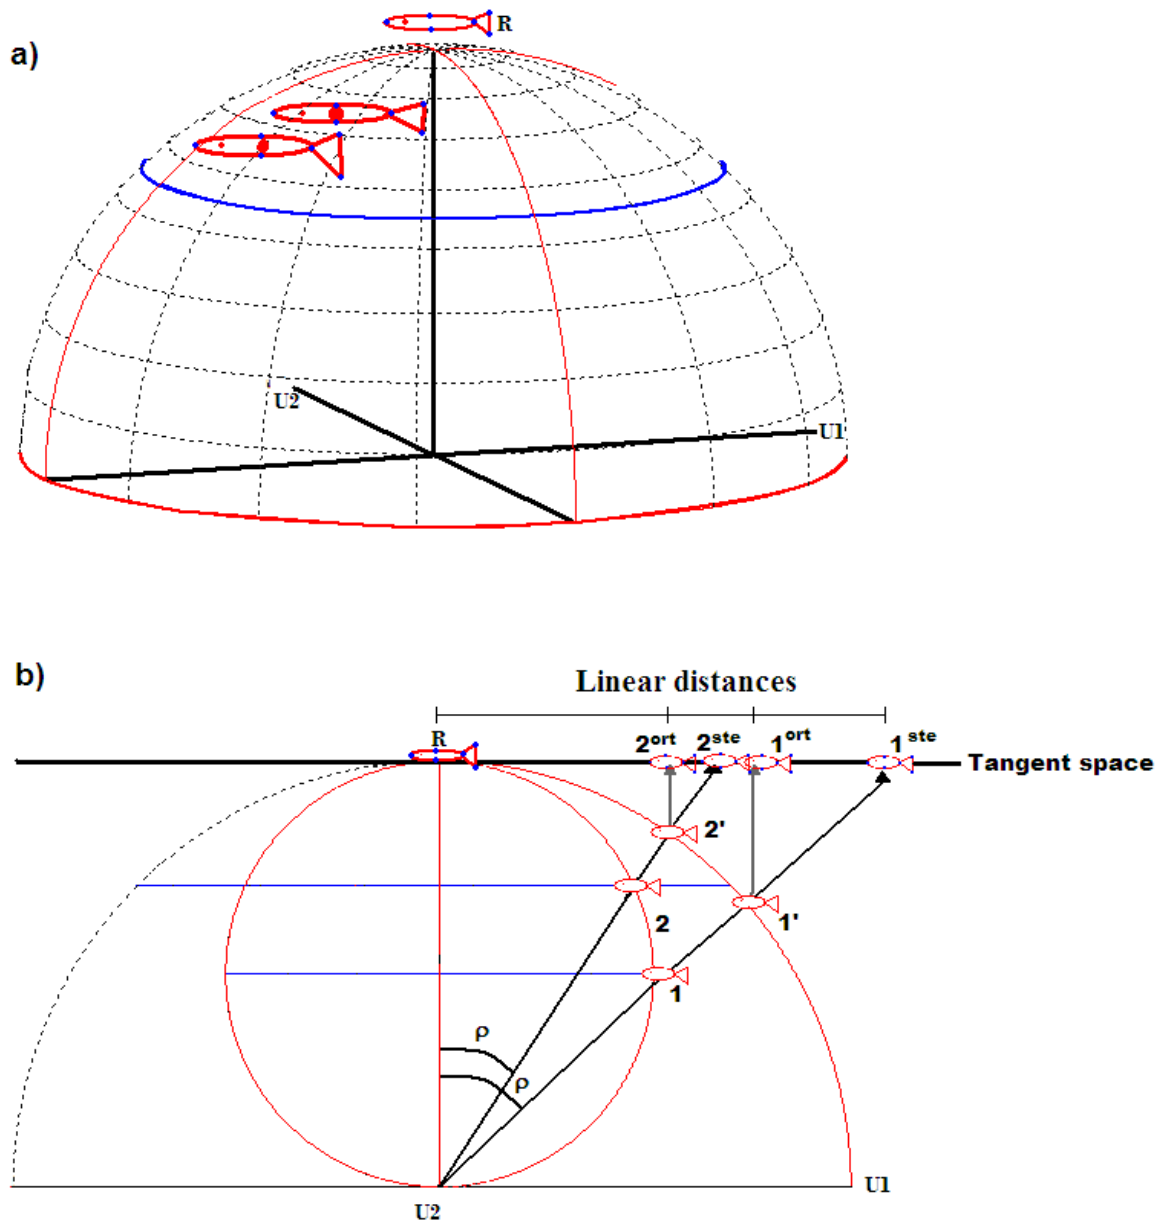 a)
R
U2
U1
b)
Linear distances
R
2ort 2ste 1ort 1ste
Tangent space
2'
2
1'
1
ρ
ρ
U1
U2